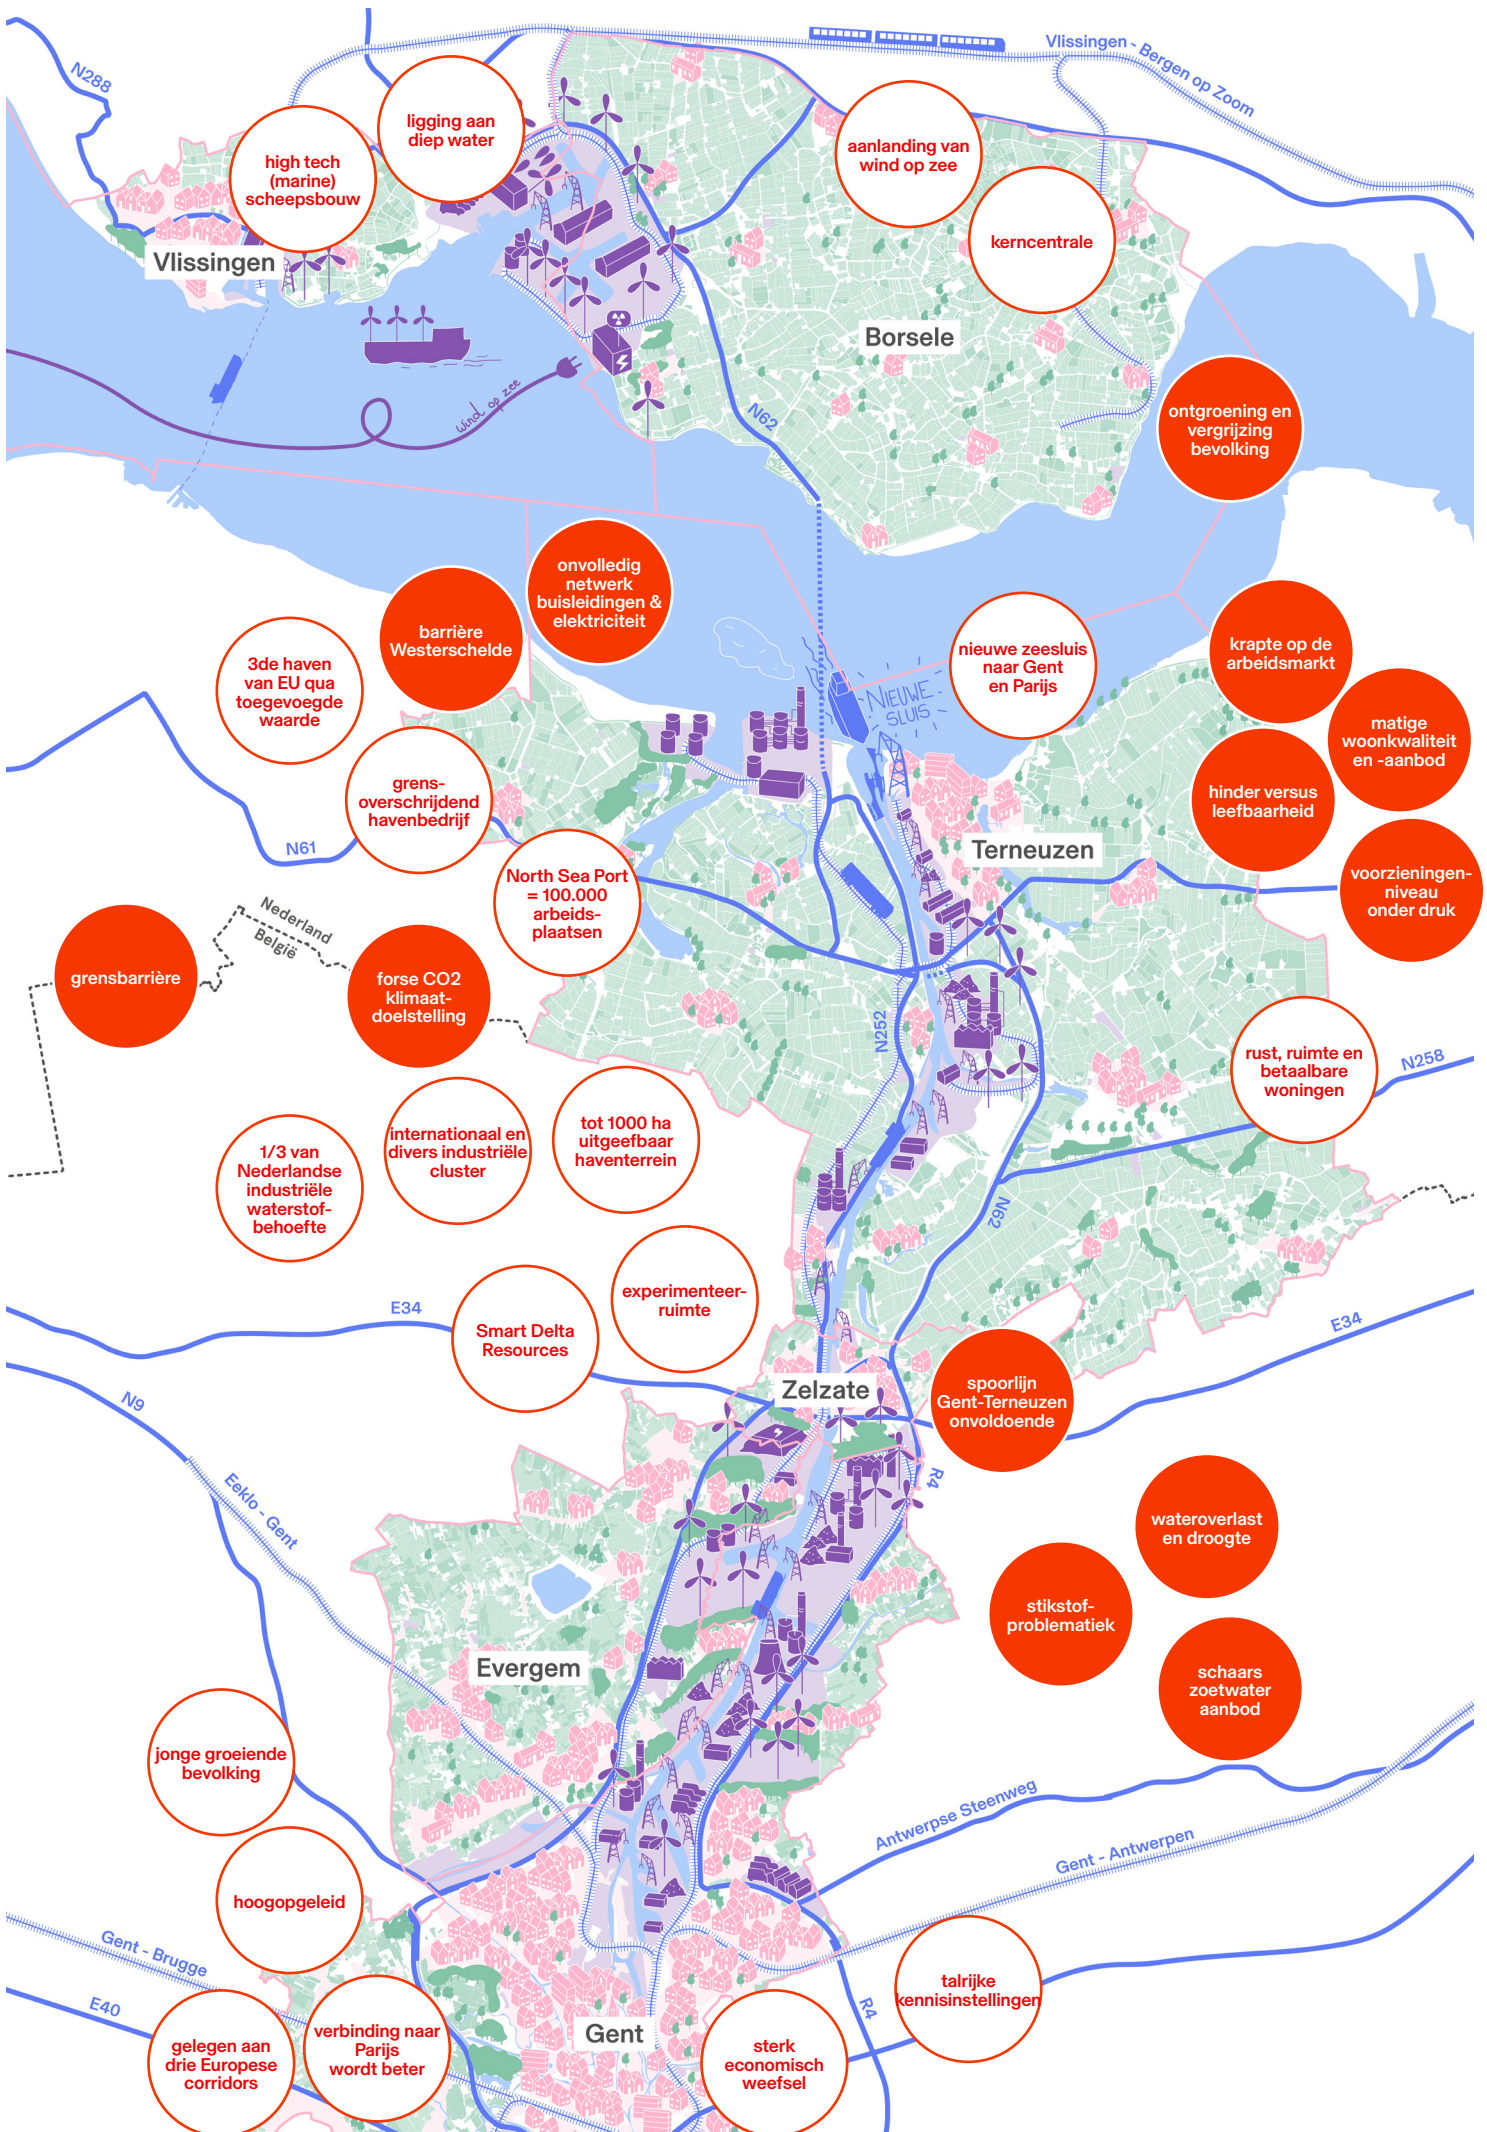 Vlissingen - Bergen op Zoom
N288
ligging aan
diep water
high tech
(marine)
scheepsbouw
aanlanding van
wind op zee
kerncentrale
Vlissingen
Borsele
wind op zee
N62
ontgroening en
vergrijzing
bevolking
onvolledig
netwerk
buisleidingen &
elektriciteit
barrière
Westerschelde
3de haven
van EU qua
toegevoegde
waarde
nieuwe zeesluis
naar Gent
en Parijs
krapte op de
arbeidsmarkt
NIEUWE
SLUIS
matige
woonkwaliteit
en -aanbod
grens-
overschrijdend
havenbedrijf
hinder versus
leefbaarheid
N61
Terneuzen
North Sea Port
= 100.000
arbeids-
plaatsen
voorzieningen-
niveau
onder druk
Nederland
België
grensbarrière
forse CO2
klimaat-
doelstelling
N252
rust, ruimte en
betaalbare
woningen
N258
tot 1000 ha
uitgeefbaar
haventerrein
internationaal en
divers industriële
cluster
1/3 van
Nederlandse
industriële
waterstof-
behoefte
N62
experimenteer-
ruimte
E34
Smart Delta
Resources
E34
Zelzate
spoorlijn
Gent-Terneuzen
onvoldoende
N9
R4
Eeklo - Gent
wateroverlast
en droogte
stikstof-
problematiek
Evergem
schaars
zoetwater
aanbod
jonge groeiende
bevolking
Antwerpse Steenweg
Gent - Antwerpen
hoogopgeleid
Gent - Brugge
talrijke
kennisinstellingen
E40
R4
Gent
verbinding naar
Parijs
wordt beter
gelegen aan
drie Europese
corridors
sterk
economisch
weefsel